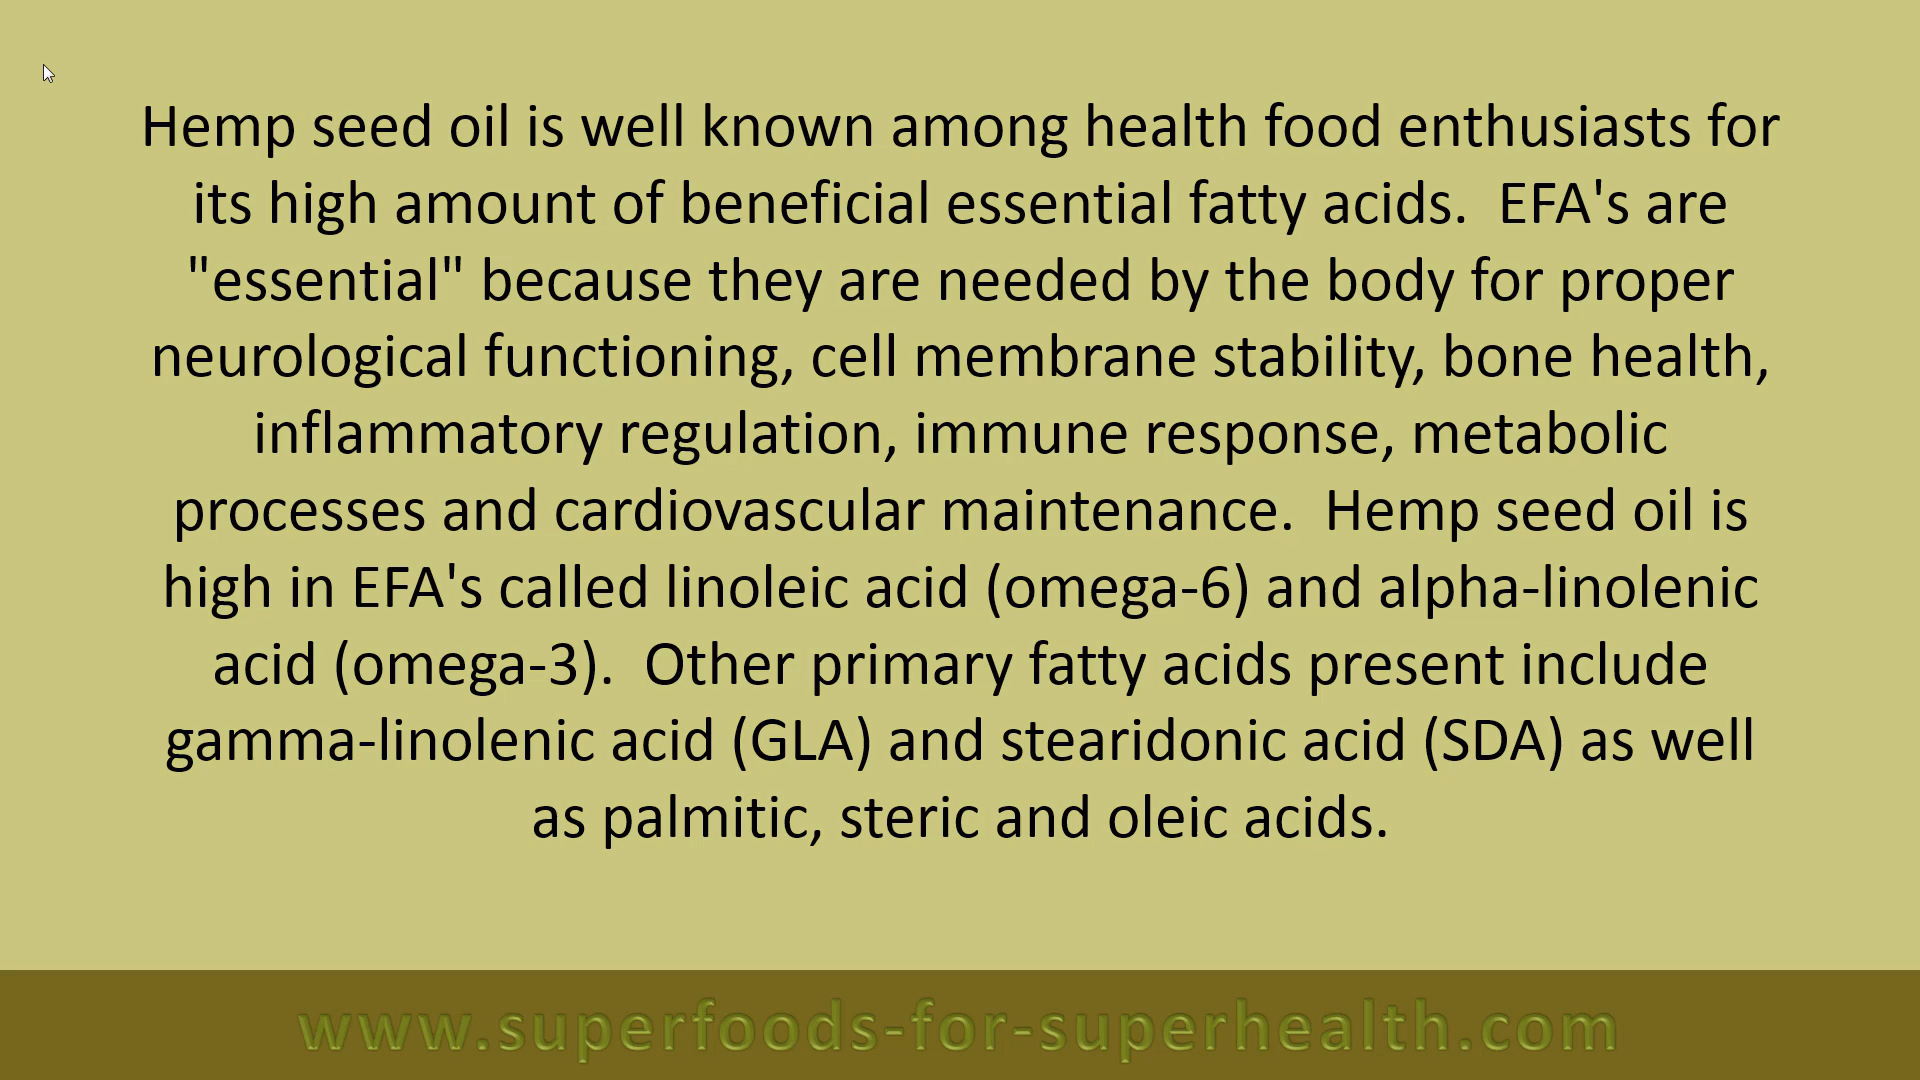 Hemp seed oil is well known among health food enthusiasts for
its high amount of beneficial essential fatty acids.  EFA's are
"essential" because they are needed by the body for proper
neurological functioning, cell membrane stability, bone health,
inflammatory regulation, immune response, metabolic
processes and cardiovascular maintenance.  Hemp seed oil is
high in EFA's called linoleic acid (omega-6) and alpha-linolenic
acid (omega-3).  Other primary fatty acids present include
gamma-linolenic acid (GLA) and stearidonic acid (SDA) as well
as palmitic, steric and oleic acids.
www.superfoods-for-superhealth.com